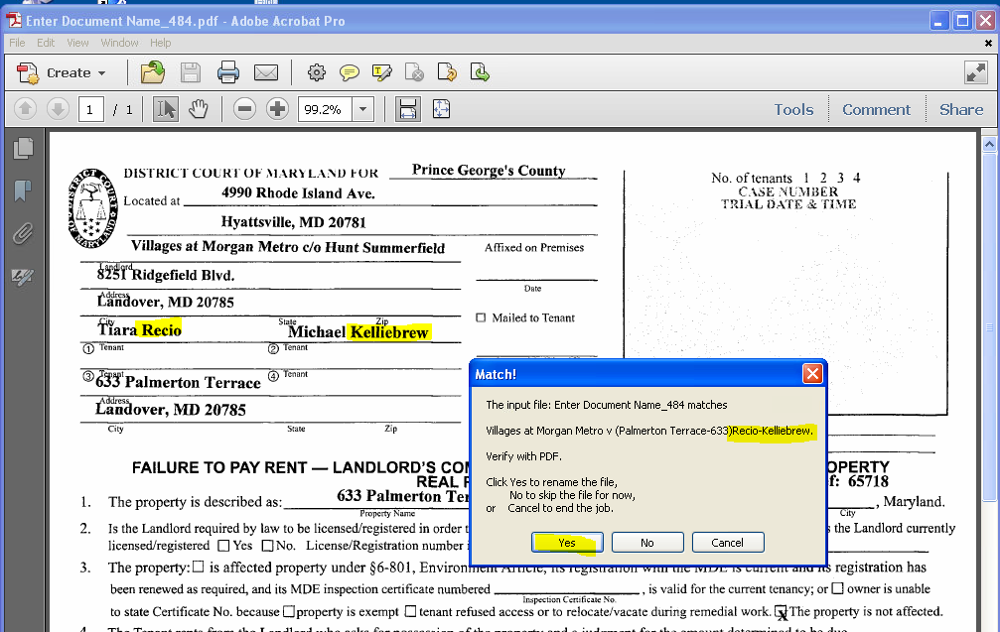 Enter Document Name_484.pdf - Adobe Acrobat Pro
File Edit View Window Help
Create
1 / 1 99.2% Tools Comment Share
DISTRICT COURT OF MARYLAND FOR Prince George's County
Located at 4990 Rhode Island Ave.
Hyattsville, MD 20781
No. of tenants 1 2 3 4
CASE NUMBER
TRIAL DATE & TIME
Villages at Morgan Metro c/o Hunt Summerfield
Landlord
8251 Ridgefield Blvd.
Address
Landover, MD 20785
City State Zip
Tiara Recio Michael Kelliebrew
① Tenant ② Tenant
③ Tenant ④ Tenant
633 Palmerton Terrace
Address
Landover, MD 20785
City State Zip
Affixed on Premises
Date
Mailed to Tenant
Match!
The input file: Enter Document Name_484 matches
Villages at Morgan Metro v (Palmerton Terrace-633)Recio-Kelliebrew.
Verify with PDF.
Click Yes to rename the file,
No to skip the file for now,
or Cancel to end the job.
Yes No Cancel
FAILURE TO PAY RENT — LANDLORD'S CO OPERTY
REAL f: 65718
1. The property is described as: 633 Palmerton Ter , Maryland.
Property Name City
2. Is the Landlord required by law to be licensed/registered in order t s the Landlord currently
licensed/registered Yes No. License/Registration number i
3. The property: is affected property under §6-801, Environment Article, its registration with the MDE is current and its registration has
been renewed as required, and its MDE inspection certificate numbered , is valid for the current tenancy; or owner is unable
Inspection Certificate No.
to state Certificate No. because property is exempt tenant refused access or to relocate/vacate during remedial work. x The property is not affected.